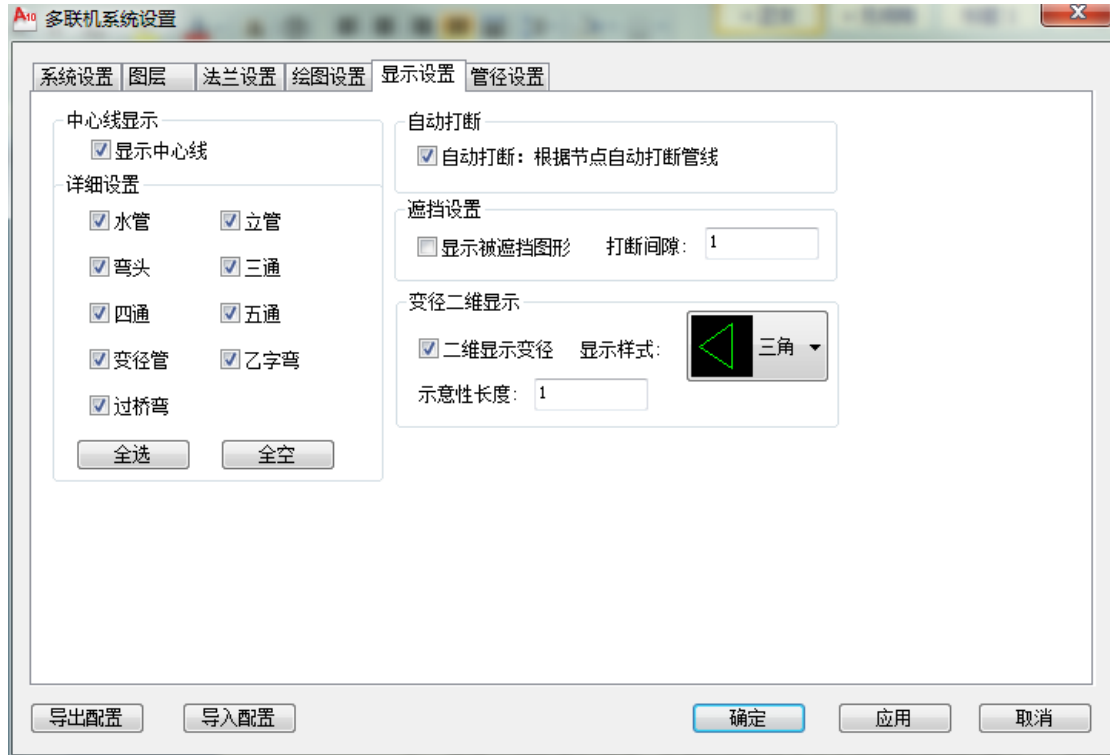 A10 多联机系统设置
系统设置 图层 法兰设置 绘图设置 显示设置 管径设置
中心线显示
显示中心线
详细设置
水管 立管
弯头 三通
四通 五通
变径管 乙字弯
过桥弯
全选 全空
自动打断
自动打断：根据节点自动打断管线
遮挡设置
显示被遮挡图形 打断间隙： 1
变径二维显示
二维显示变径 显示样式： 三角
示意性长度： 1
导出配置 导入配置 确定 应用 取消